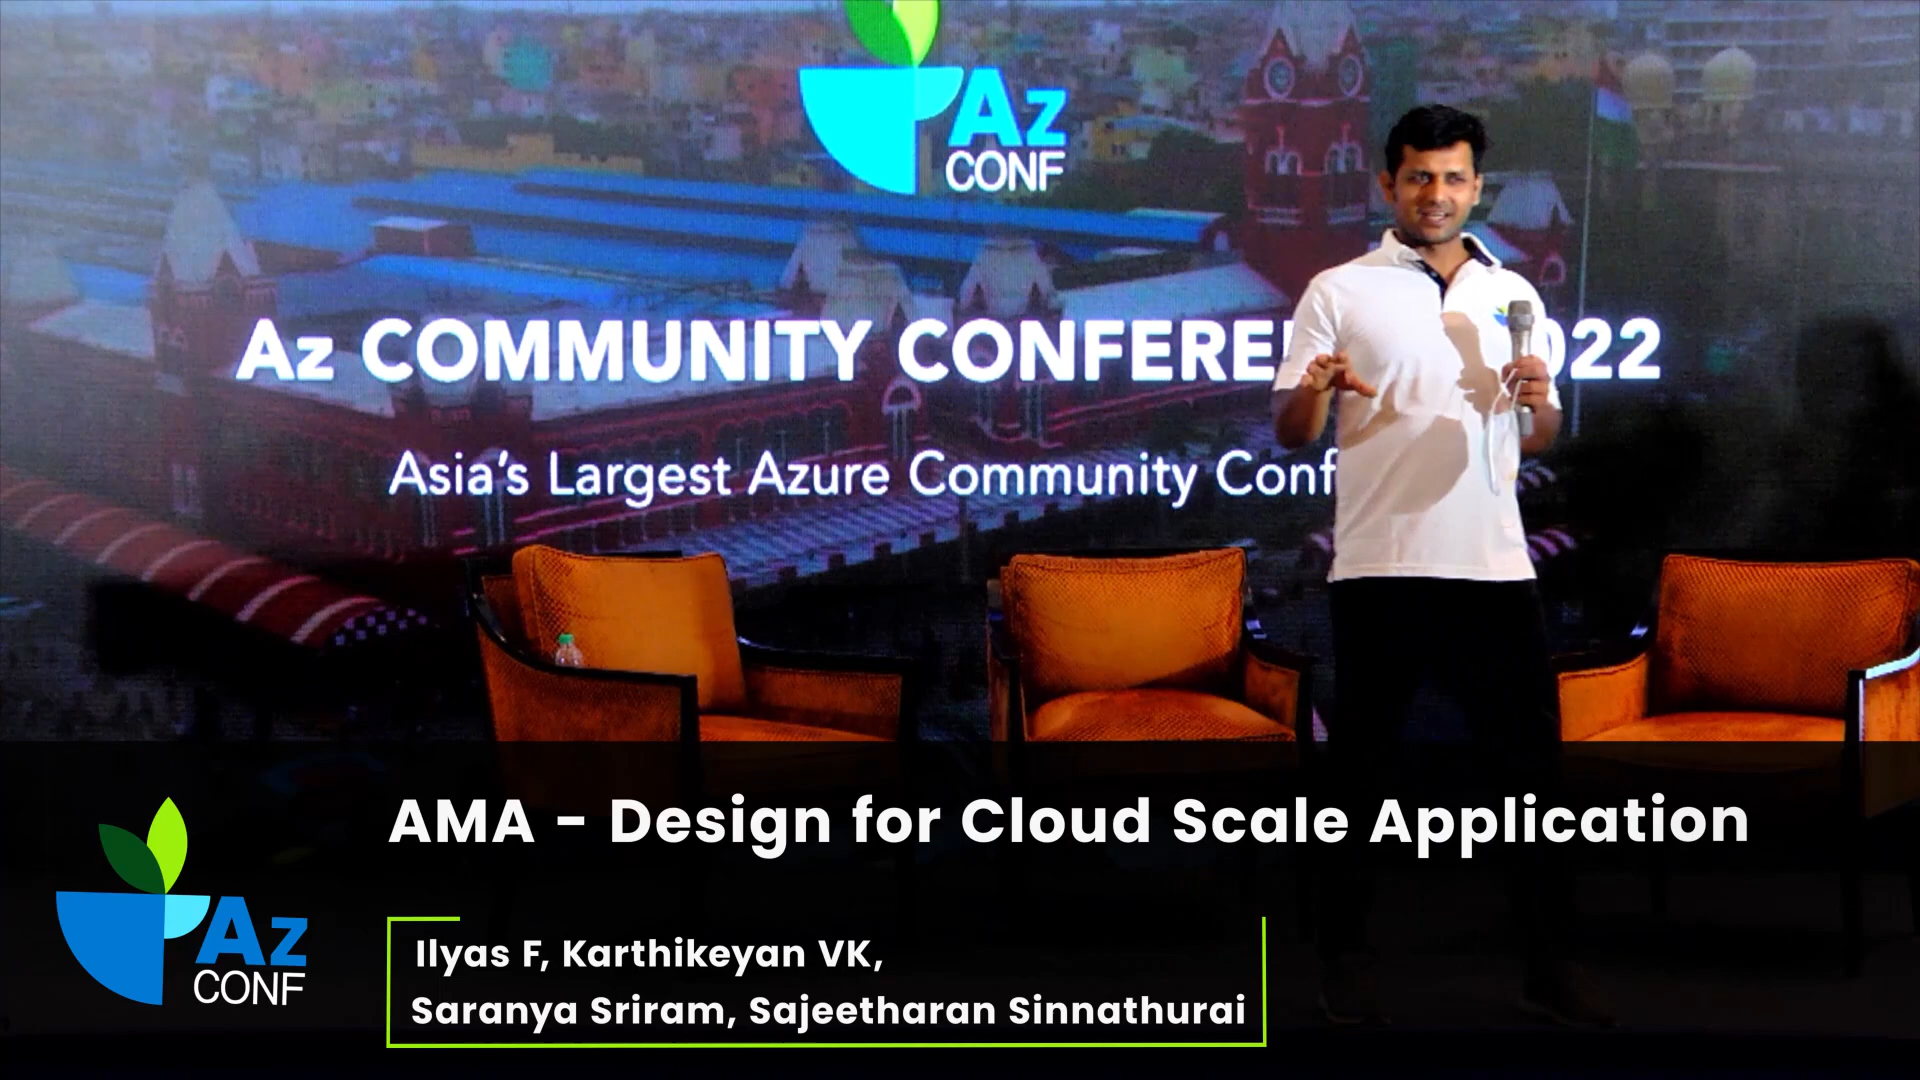 Az
CONF
Az COMMUNITY CONFERE 022
Asia's Largest Azure Community Conf
AMA - Design for Cloud Scale Application
Az
CONF
Ilyas F, Karthikeyan VK,
Saranya Sriram, Sajeetharan Sinnathurai